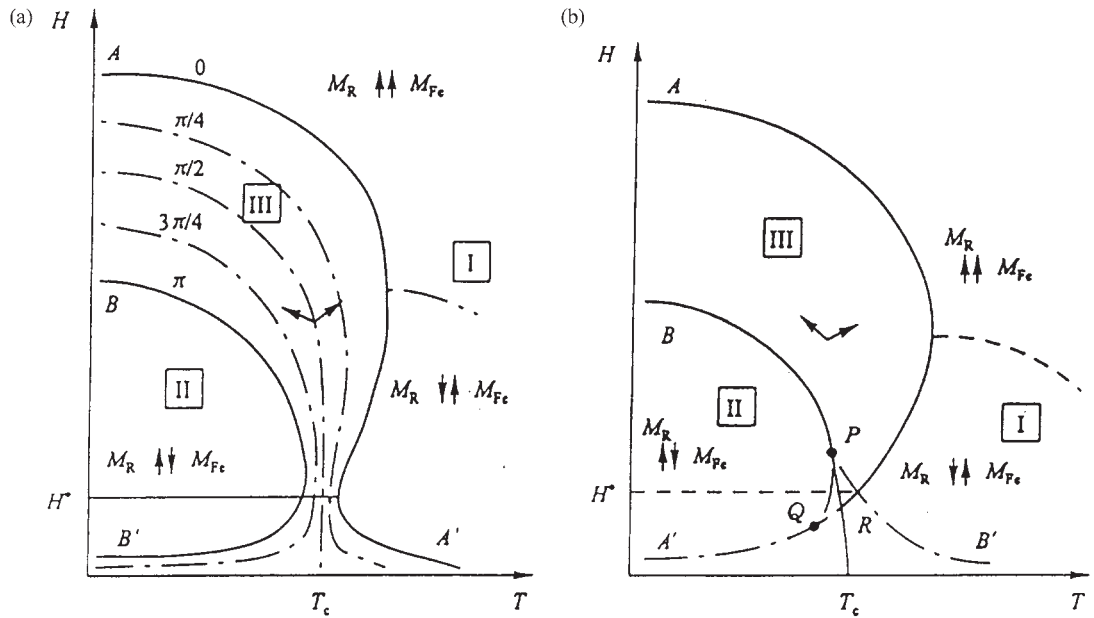 (a) H
A
0
M_R ↑↑ M_Fe
π/4
π/2
III
3π/4
I
π
B
II
M_R ↓↑ M_Fe
M_R ↑↓ M_Fe
H*
B′
A′
T_c
T
(b)
H
A
III
M_R
↑↑ M_Fe
B
II
I
M_R
↑↓ M_Fe
P
M_R ↓↑ M_Fe
H*
Q
R
A′
B′
T_c
T